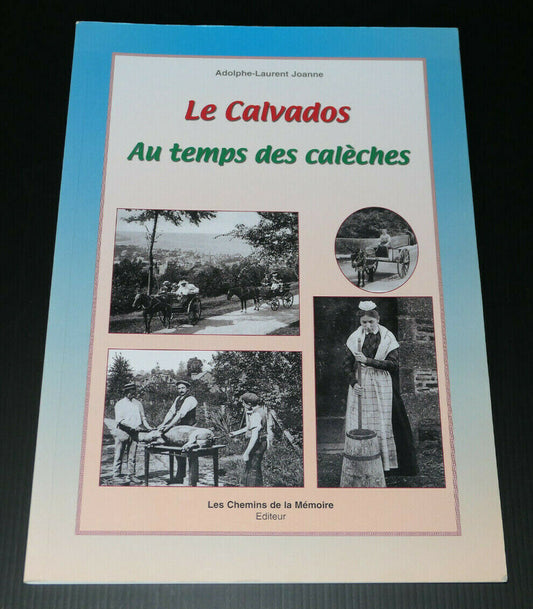 Adolphe-Laurent Joanne
Le Calvados
Au temps des calèches
Les Chemins de la Mémoire
Editeur